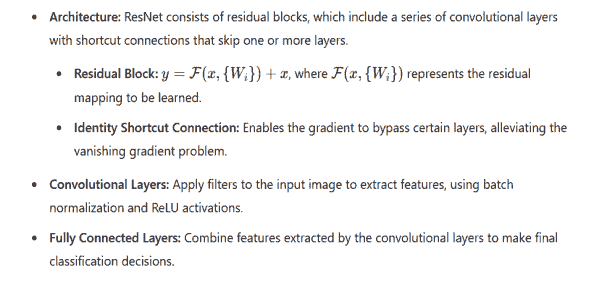 • Architecture: ResNet consists of residual blocks, which include a series of convolutional layers
with shortcut connections that skip one or more layers.
• Residual Block: y = F(x, {Wᵢ}) + x, where F(x, {Wᵢ}) represents the residual
mapping to be learned.
• Identity Shortcut Connection: Enables the gradient to bypass certain layers, alleviating the
vanishing gradient problem.
• Convolutional Layers: Apply filters to the input image to extract features, using batch
normalization and ReLU activations.
• Fully Connected Layers: Combine features extracted by the convolutional layers to make final
classification decisions.